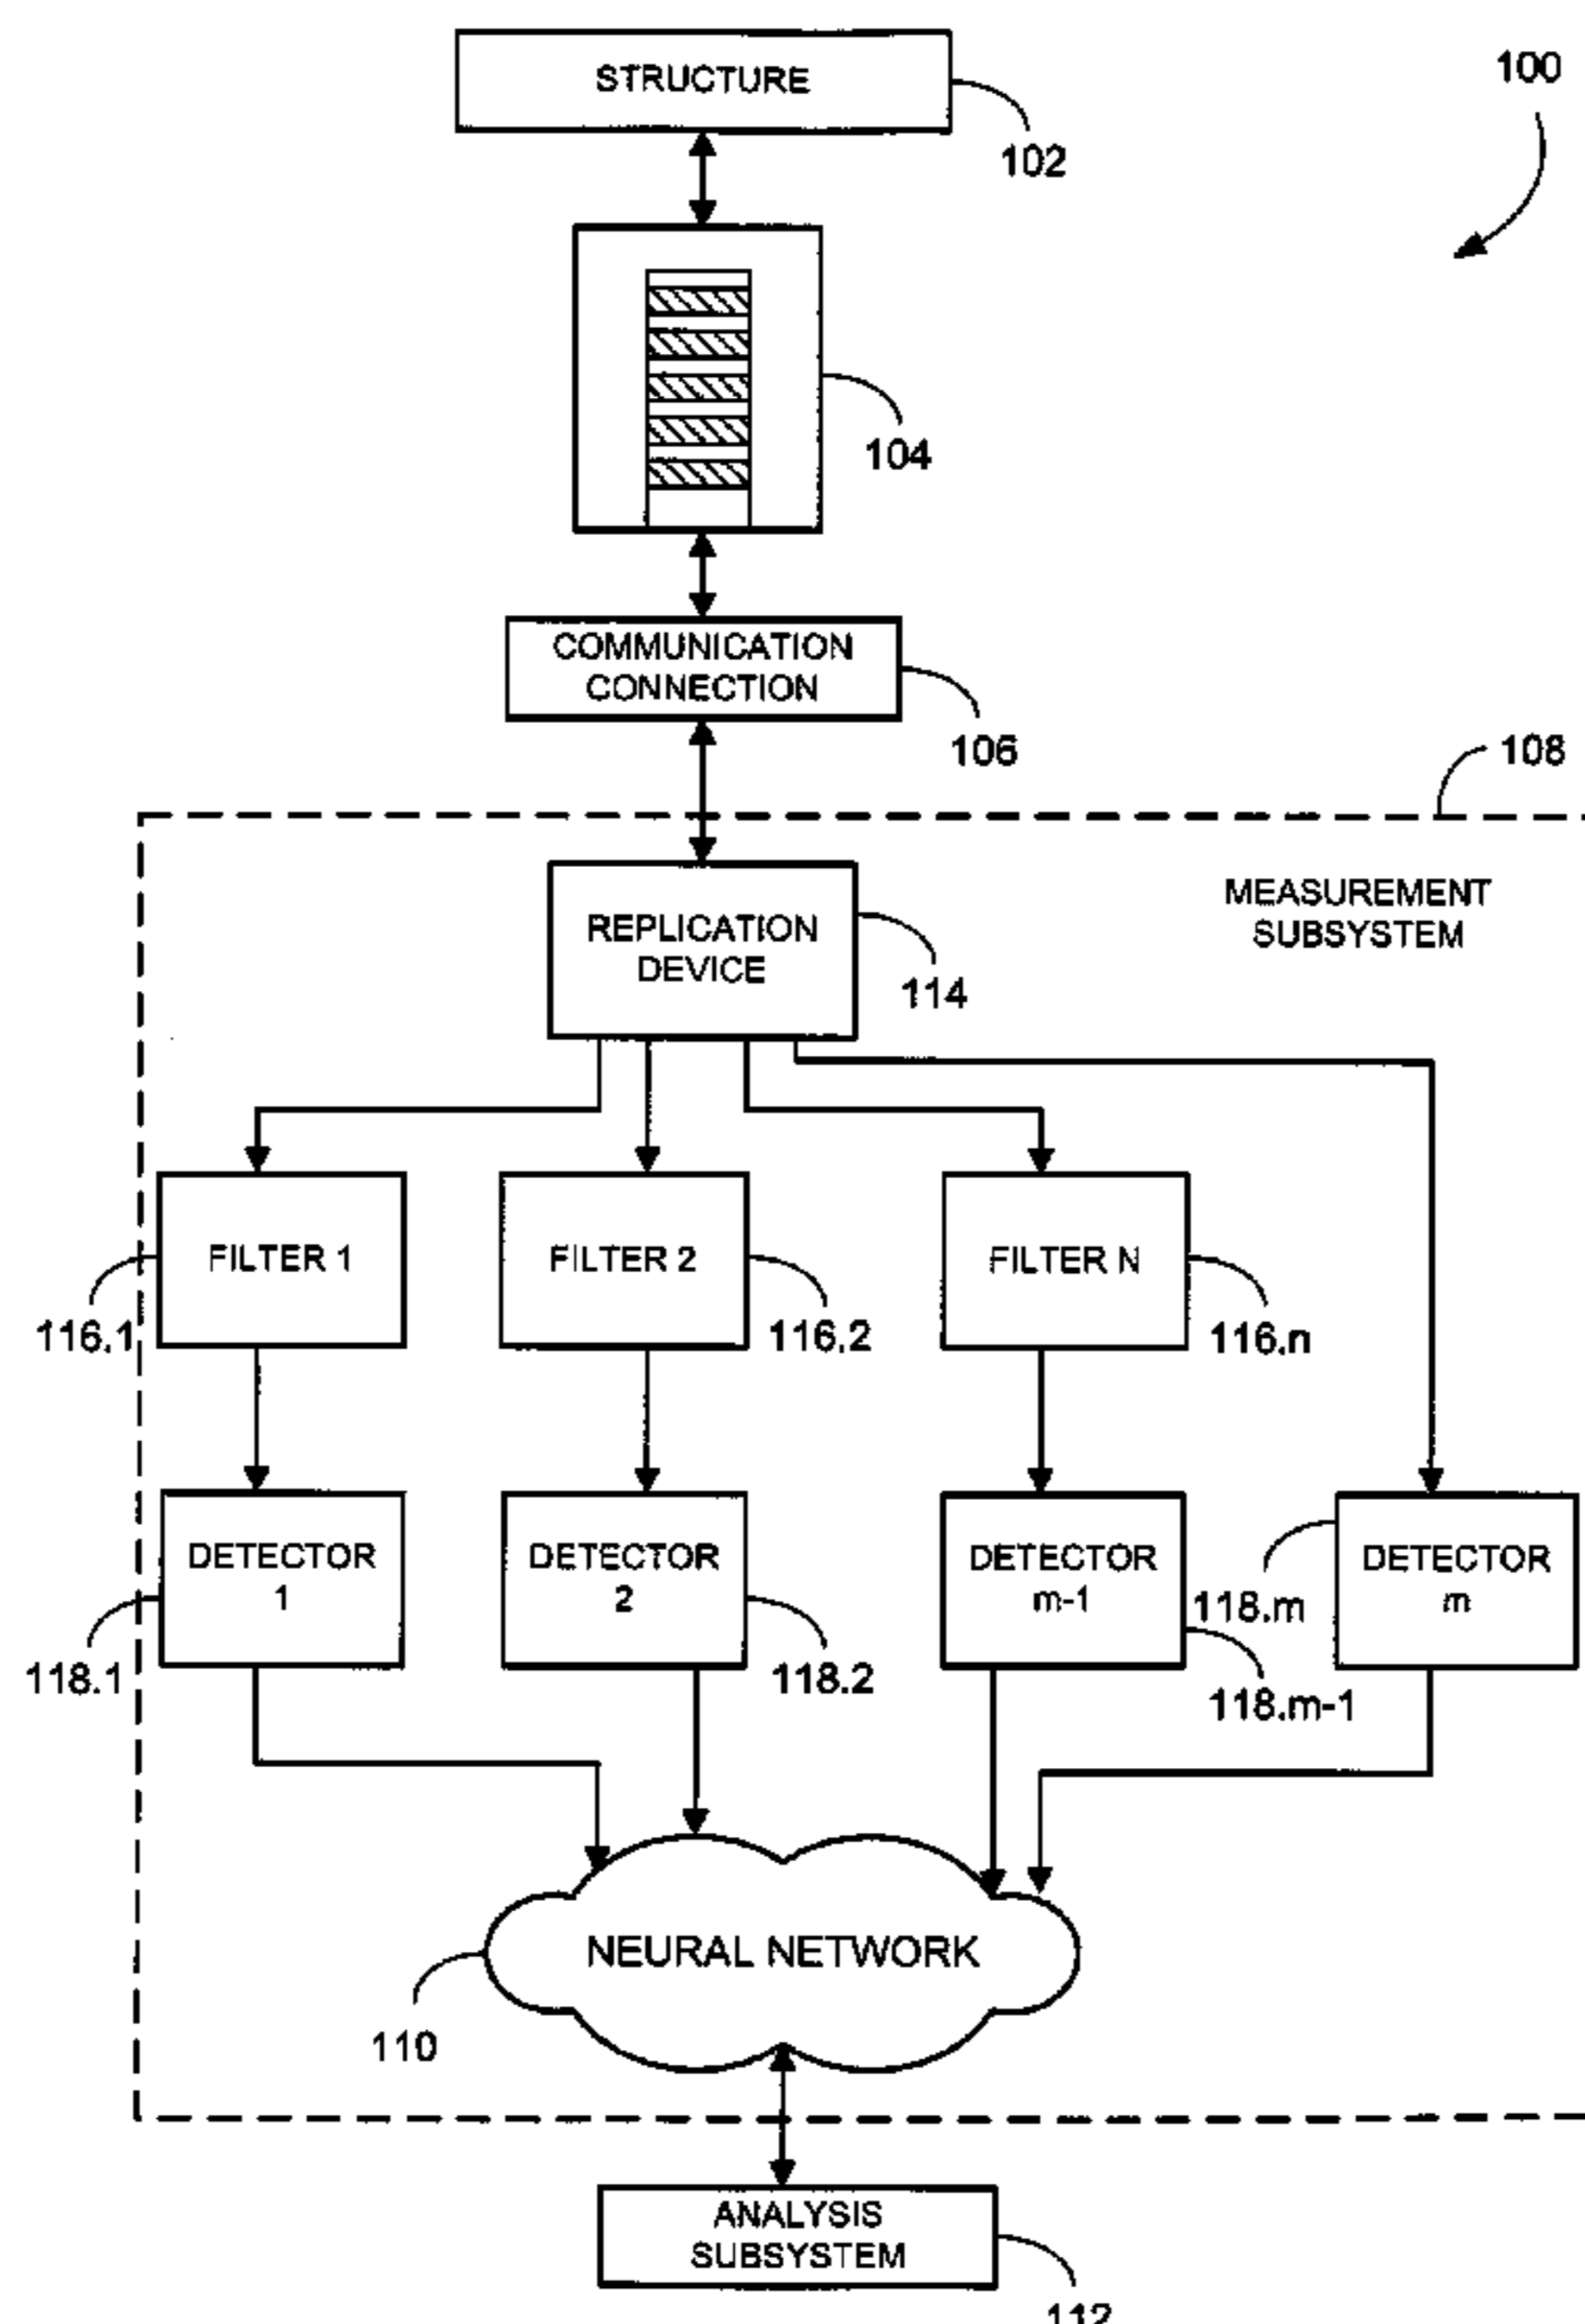 STRUCTURE
100
102
104
COMMUNICATION
CONNECTION
106
108
MEASUREMENT
SUBSYSTEM
REPLICATION
DEVICE
114
FILTER 1
FILTER 2
FILTER N
116.1
116.2
116.n
DETECTOR
1
DETECTOR
2
DETECTOR
m-1
DETECTOR
m
118.m
118.1
118.2
118.m-1
NEURAL NETWORK
110
ANALYSIS
SUBSYSTEM
112